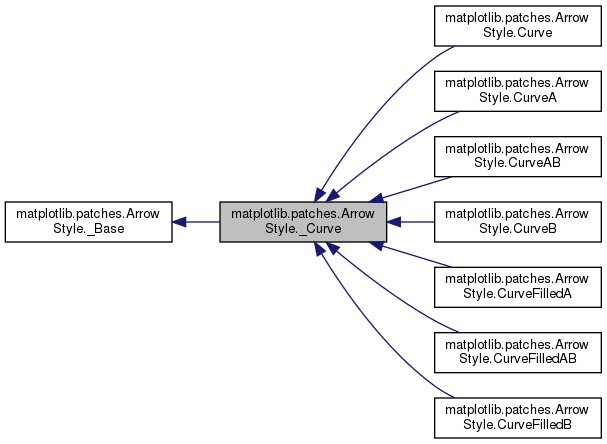 matplotlib.patches.Arrow
Style.Curve
matplotlib.patches.Arrow
Style.CurveA
matplotlib.patches.Arrow
Style.CurveAB
matplotlib.patches.Arrow
Style._Base
matplotlib.patches.Arrow
Style._Curve
matplotlib.patches.Arrow
Style.CurveB
matplotlib.patches.Arrow
Style.CurveFilledA
matplotlib.patches.Arrow
Style.CurveFilledAB
matplotlib.patches.Arrow
Style.CurveFilledB